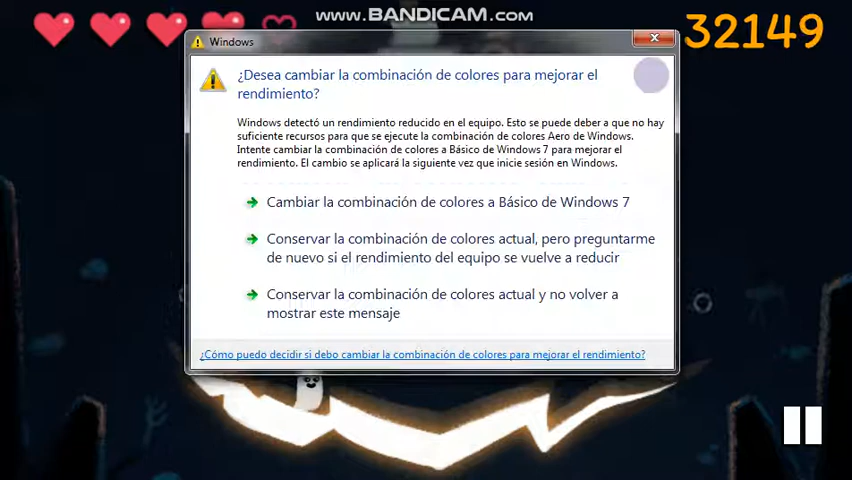 WWW.BANDICAM.COM
32149
Windows
¿Desea cambiar la combinación de colores para mejorar el
rendimiento?
Windows detectó un rendimiento reducido en el equipo. Esto se puede deber a que no hay
suficiente recursos para que se ejecute la combinación de colores Aero de Windows.
Intente cambiar la combinación de colores a Básico de Windows 7 para mejorar el
rendimiento. El cambio se aplicará la siguiente vez que inicie sesión en Windows.
Cambiar la combinación de colores a Básico de Windows 7
Conservar la combinación de colores actual, pero preguntarme
de nuevo si el rendimiento del equipo se vuelve a reducir
Conservar la combinación de colores actual y no volver a
mostrar este mensaje
¿Cómo puedo decidir si debo cambiar la combinación de colores para mejorar el rendimiento?